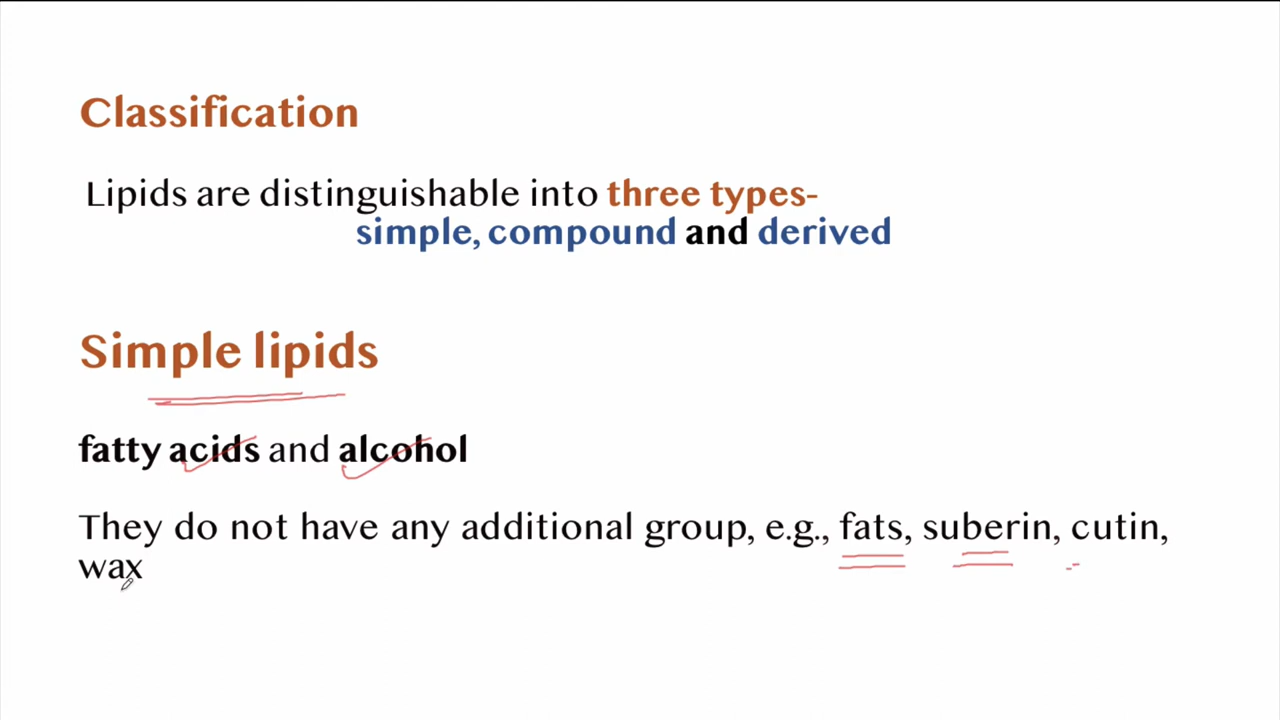 Classification
Lipids are distinguishable into three types-
simple, compound and derived
Simple lipids
fatty acids and alcohol
They do not have any additional group, e.g., fats, suberin, cutin,
wax